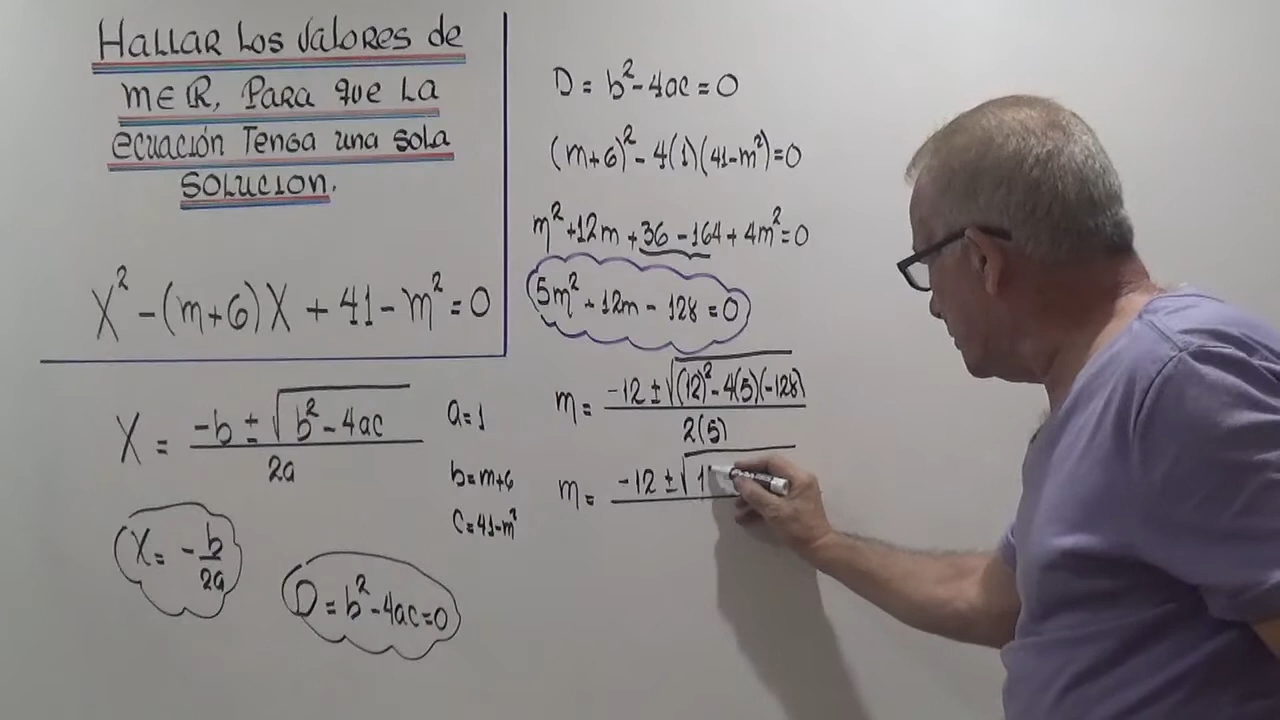 HALLAR LOS VALORES de
m∈ℝ, PARA que LA
ecuación Tenga una sola
SOLUCION.
X² - (m+6)X + 41 - m² = 0
X = (-b ± √(b² - 4ac)) / 2a
a=1
b=m+6
c=41-m²
X = - b/2a
D = b² - 4ac = 0
D = b² - 4ac = 0
(m+6)² - 4(1)(41-m²) = 0
m² + 12m + 36 - 164 + 4m² = 0
5m² + 12m - 128 = 0
m = (-12 ± √((12)² - 4(5)(-128))) / 2(5)
m = -12 ± √1